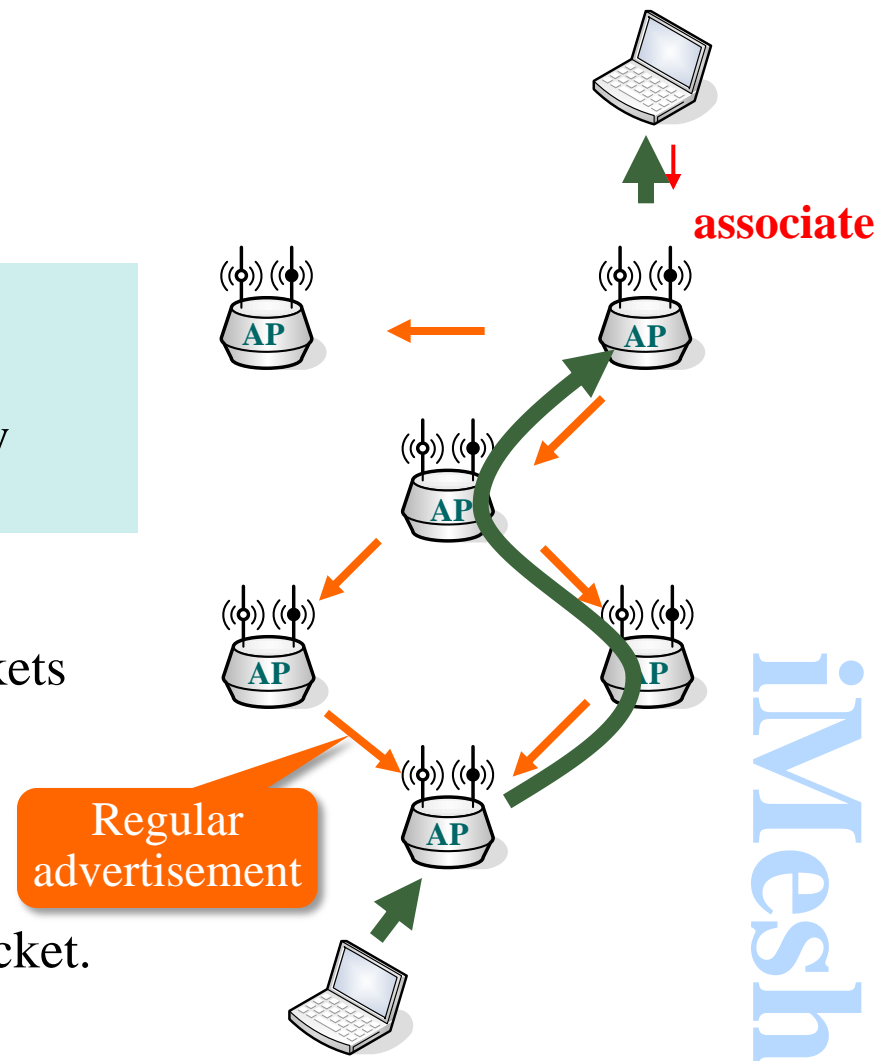 associate
AP
AP
y
AP
AP
AP
kets
Regular
advertisement
AP
cket.
iMesh